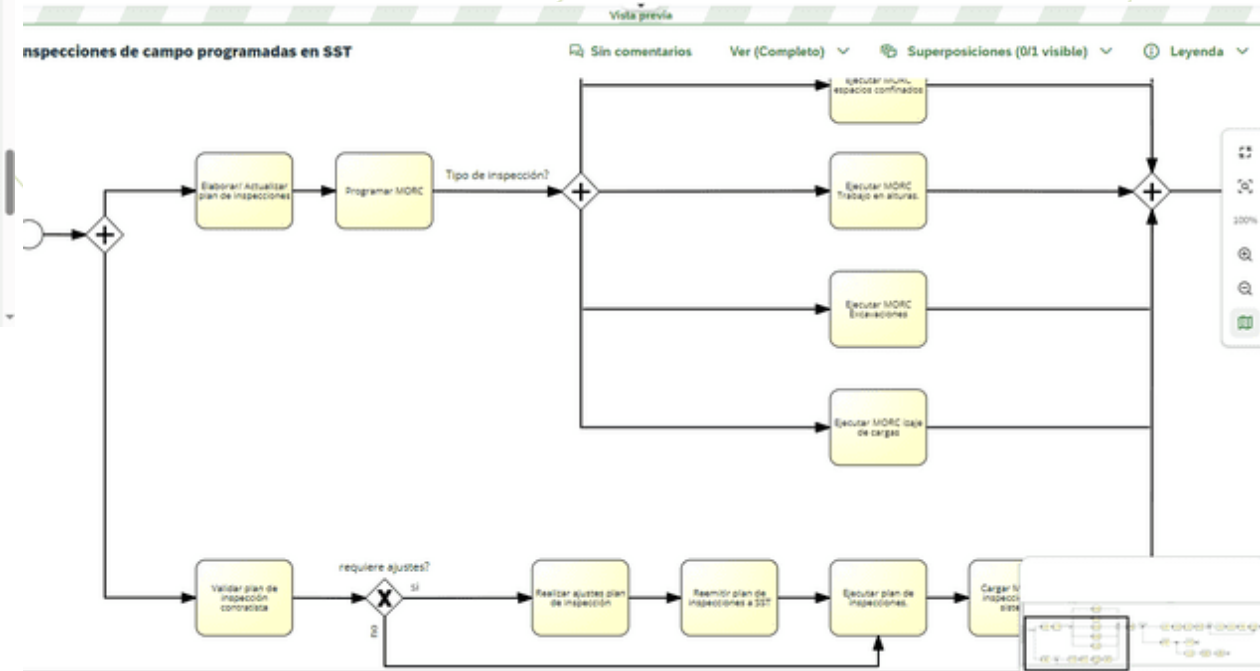 Vista previa
nspecciones de campo programadas en SST
Sin comentarios
Ver (Completo)
Superposiciones (0/1 visible)
Leyenda
Ejecutar MORC
espacios confinados
Elaborar/ Actualizar
plan de inspecciones
Programar MORC
Tipo de inspección?
Ejecutar MORC
Trabajo en alturas.
100%
Ejecutar MORC
Excavaciones
Ejecutar MORC izaje
de cargas
Validar plan de
inspección
contratista
requiere ajustes?
si
no
Realizar ajustes plan
de inspección
Reemitir plan de
inspecciones a SST
Ejecutar plan de
inspecciones.
Cargar M
inspecci
siste